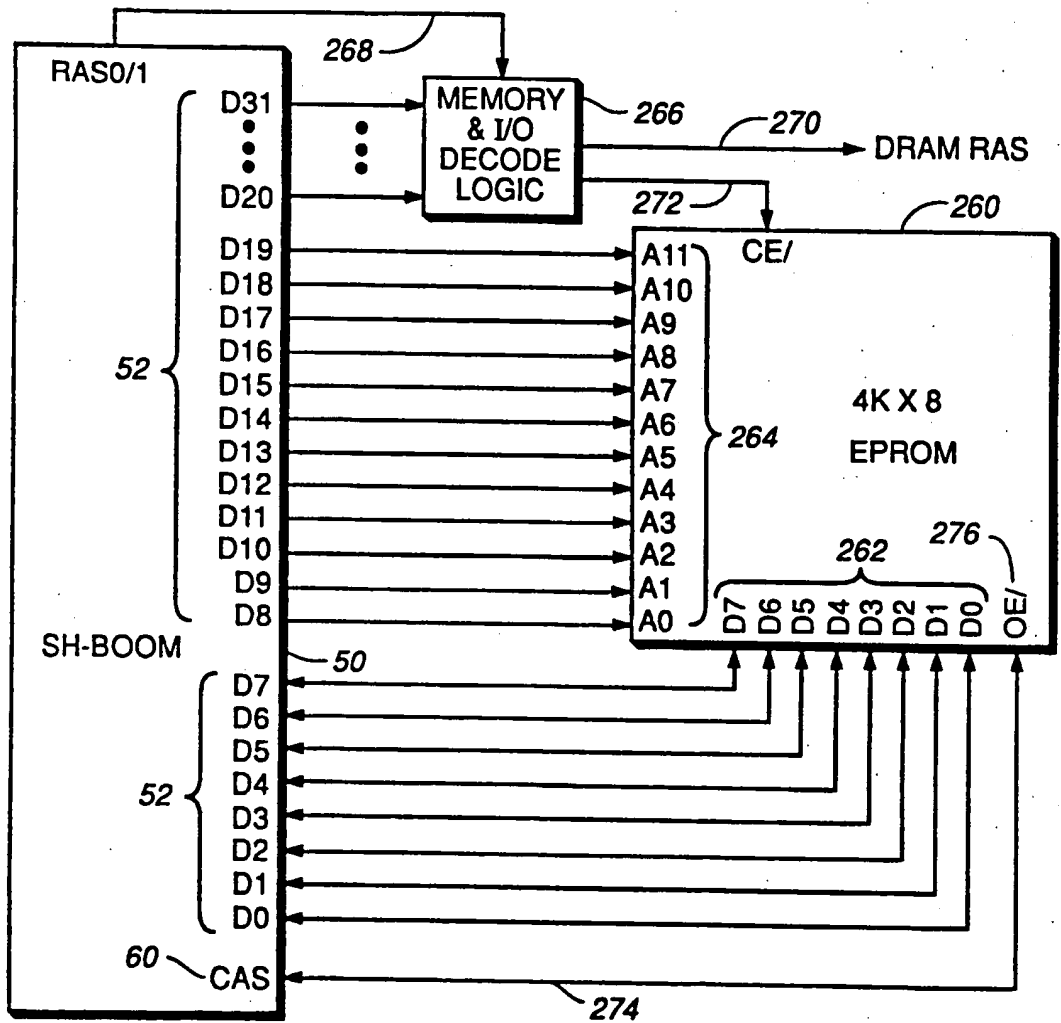 268
RAS0/1
D31
D20
MEMORY
& I/O
DECODE
LOGIC
266
270
DRAM RAS
272
260
CE/
D19
D18
D17
D16
D15
D14
D13
D12
D11
D10
D9
D8
52
A11
A10
A9
A8
A7
A6
A5
A4
A3
A2
A1
A0
264
4K X 8
EPROM
262
276
D7
D6
D5
D4
D3
D2
D1
D0
OE/
SH-BOOM
50
D7
D6
D5
D4
D3
D2
D1
D0
52
60
CAS
274